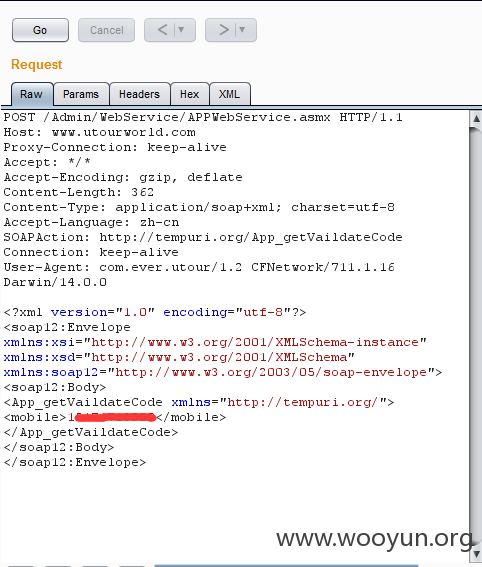 Go Cancel < ▼ > ▼
Request
Raw Params Headers Hex XML
POST /Admin/WebService/APPWebService.asmx HTTP/1.1
Host: www.utourworld.com
Proxy-Connection: keep-alive
Accept: */*
Accept-Encoding: gzip, deflate
Content-Length: 362
Content-Type: application/soap+xml; charset=utf-8
Accept-Language: zh-cn
SOAPAction: http://tempuri.org/App_getVaildateCode
Connection: keep-alive
User-Agent: com.ever.utour/1.2 CFNetwork/711.1.16
Darwin/14.0.0
<?xml version="1.0" encoding="utf-8"?>
<soap12:Envelope
xmlns:xsi="http://www.w3.org/2001/XMLSchema-instance"
xmlns:xsd="http://www.w3.org/2001/XMLSchema"
xmlns:soap12="http://www.w3.org/2003/05/soap-envelope">
<soap12:Body>
<App_getVaildateCode xmlns="http://tempuri.org/">
<mobile></mobile>
</App_getVaildateCode>
</soap12:Body>
</soap12:Envelope>
www.wooyun.org